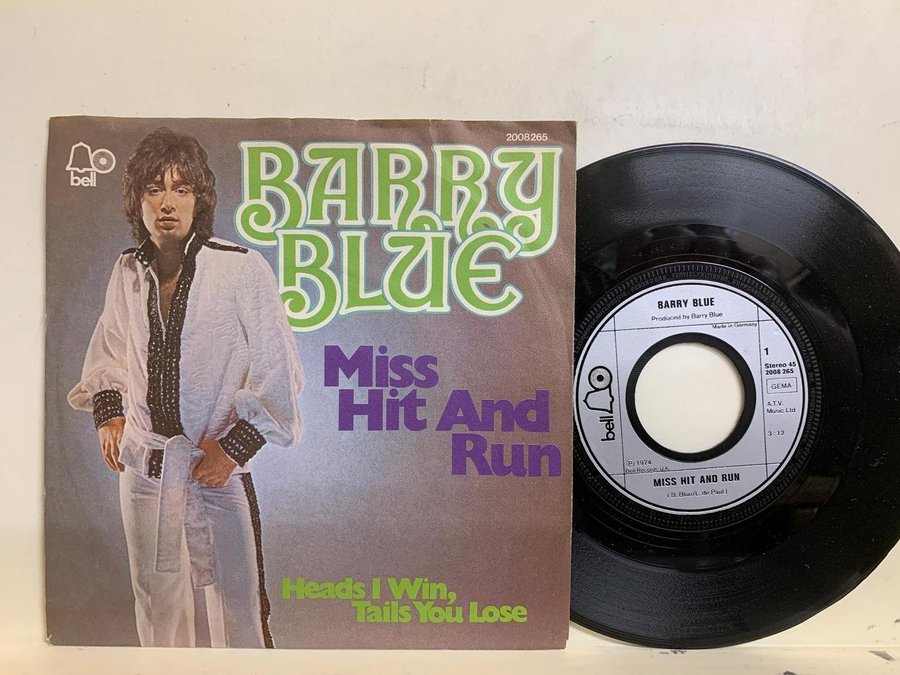 2008265
bell
BARRY
BLUE
Miss
Hit And
Run
Heads I Win,
Tails You Lose
BARRY BLUE
Produced by Barry Blue
Made in Germany
1
Stereo 45
2008 265
GEMA
A.T.V.
Music Ltd
3:12
bell
℗ 1974
Bell Records, U.K.
MISS HIT AND RUN
(B. Blue/L. de Paul)